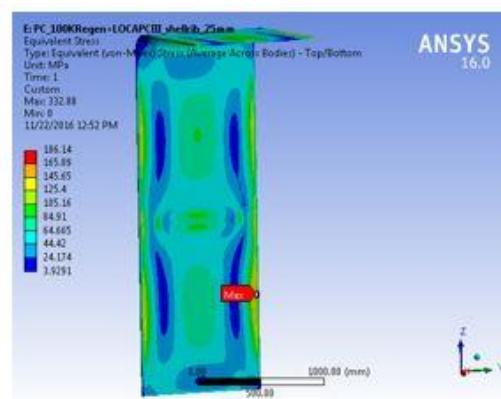 E: PC_100KRegen+LOCAPCIII_shellrib_25mm
Equivalent Stress
Type: Equivalent (von-Mises) Stress (Average Across Bodies) - Top/Bottom
Unit: MPa
Time: 1
Custom
Max: 332.88
Min: 0
11/22/2016 12:52 PM
ANSYS
16.0
186.14
165.89
145.65
125.4
105.16
84.91
64.665
44.42
24.174
3.9291
Max
0.00
1000.00 (mm)
500.00
Z
Y